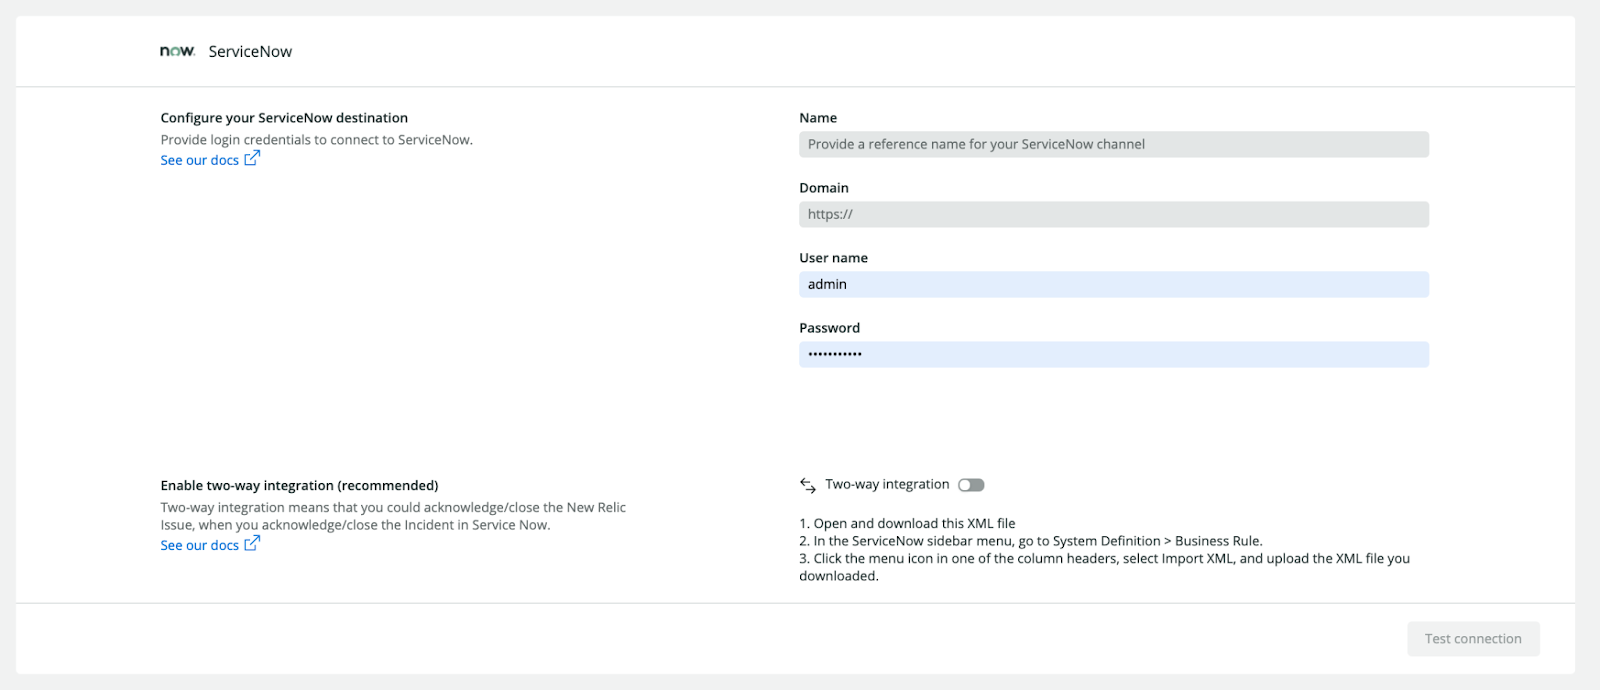 now. ServiceNow
Configure your ServiceNow destination
Provide login credentials to connect to ServiceNow.
See our docs
Name
Provide a reference name for your ServiceNow channel
Domain
https://
User name
admin
Password
•••••••••••
Enable two-way integration (recommended)
Two-way integration means that you could acknowledge/close the New Relic
Issue, when you acknowledge/close the Incident in Service Now.
See our docs
Two-way integration
1. Open and download this XML file
2. In the ServiceNow sidebar menu, go to System Definition > Business Rule.
3. Click the menu icon in one of the column headers, select Import XML, and upload the XML file you
downloaded.
Test connection